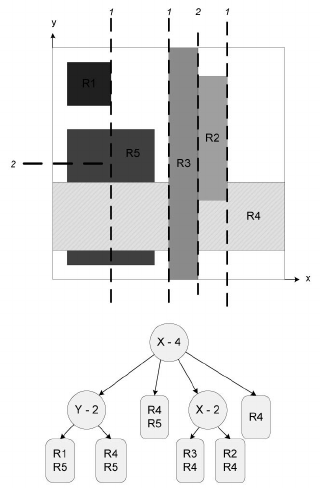 1 1 2 1
y
R1
R2
R5
2
R3
R4
x
X - 4
Y - 2 R4 X - 2 R4
R5
R1 R4 R3 R2
R5 R5 R4 R4